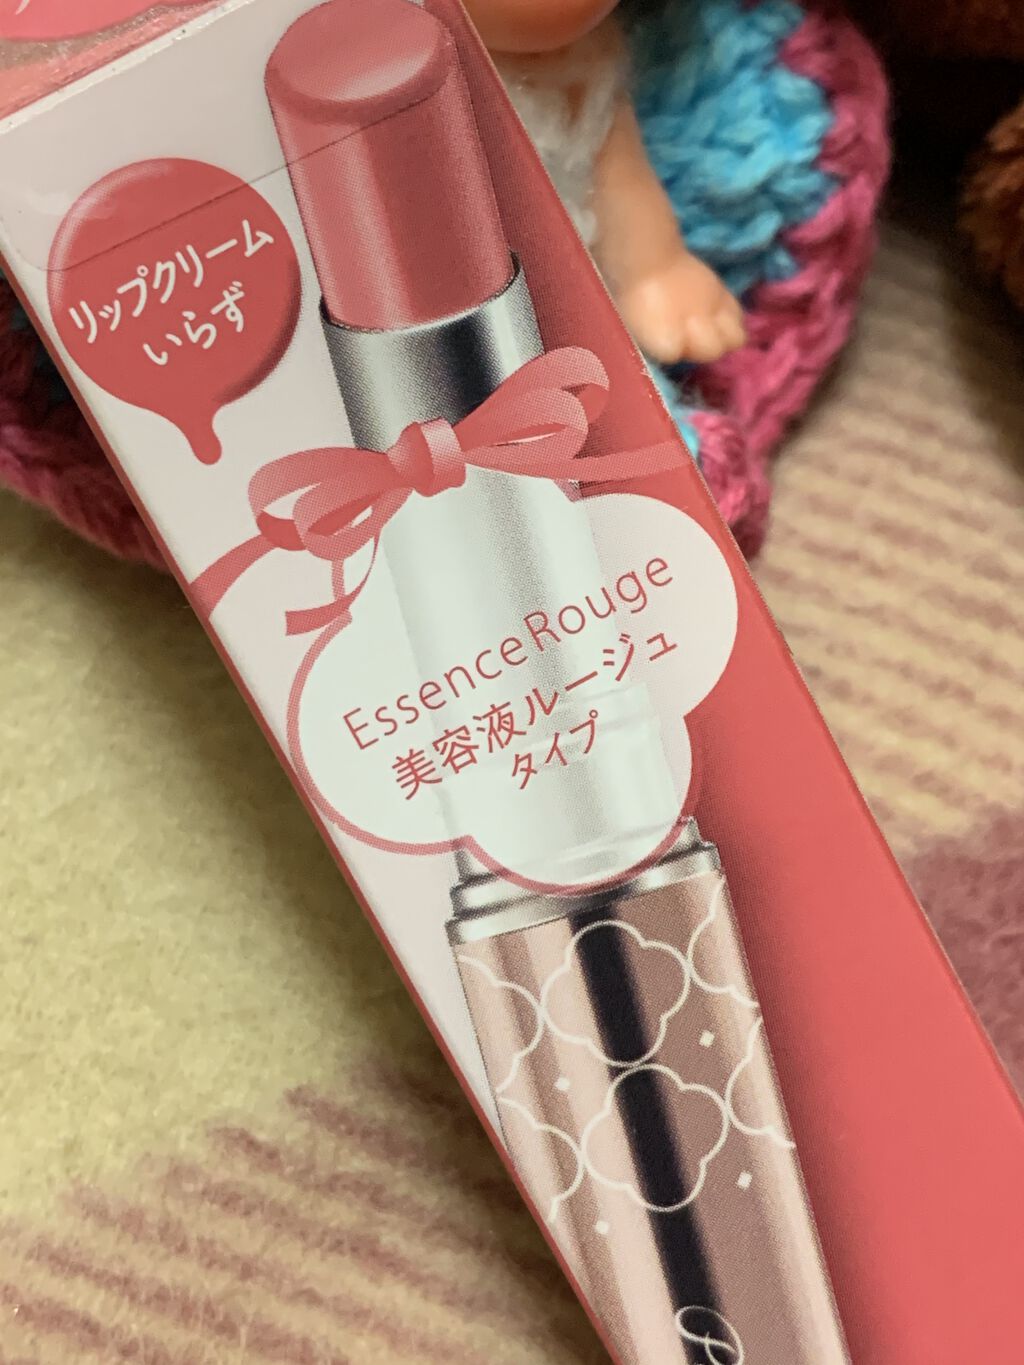 リップクリーム
いらず
EssenceRouge
美容液ルージュ
タイプ